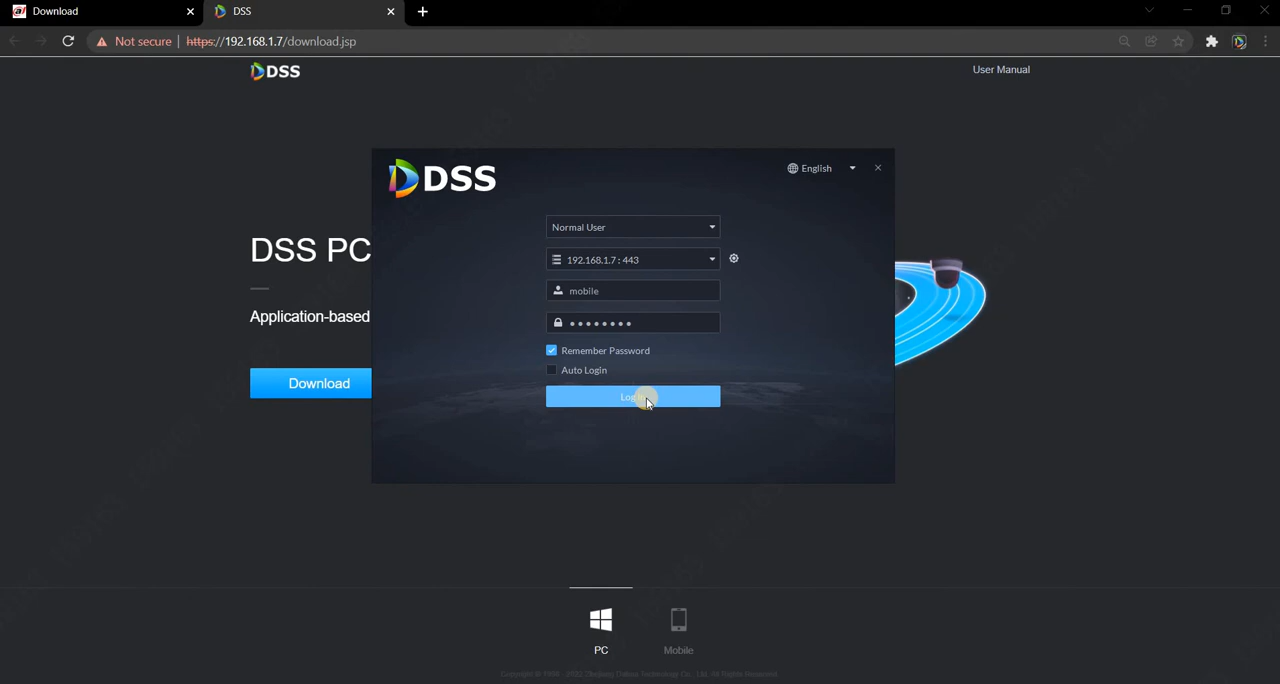 Download
DSS
Not secure
https://192.168.1.7/download.jsp
DSS
User Manual
DSS
English
Normal User
DSS PC
192.168.1.7 : 443
mobile
Application-based
Remember Password
Auto Login
Download
PC
Mobile